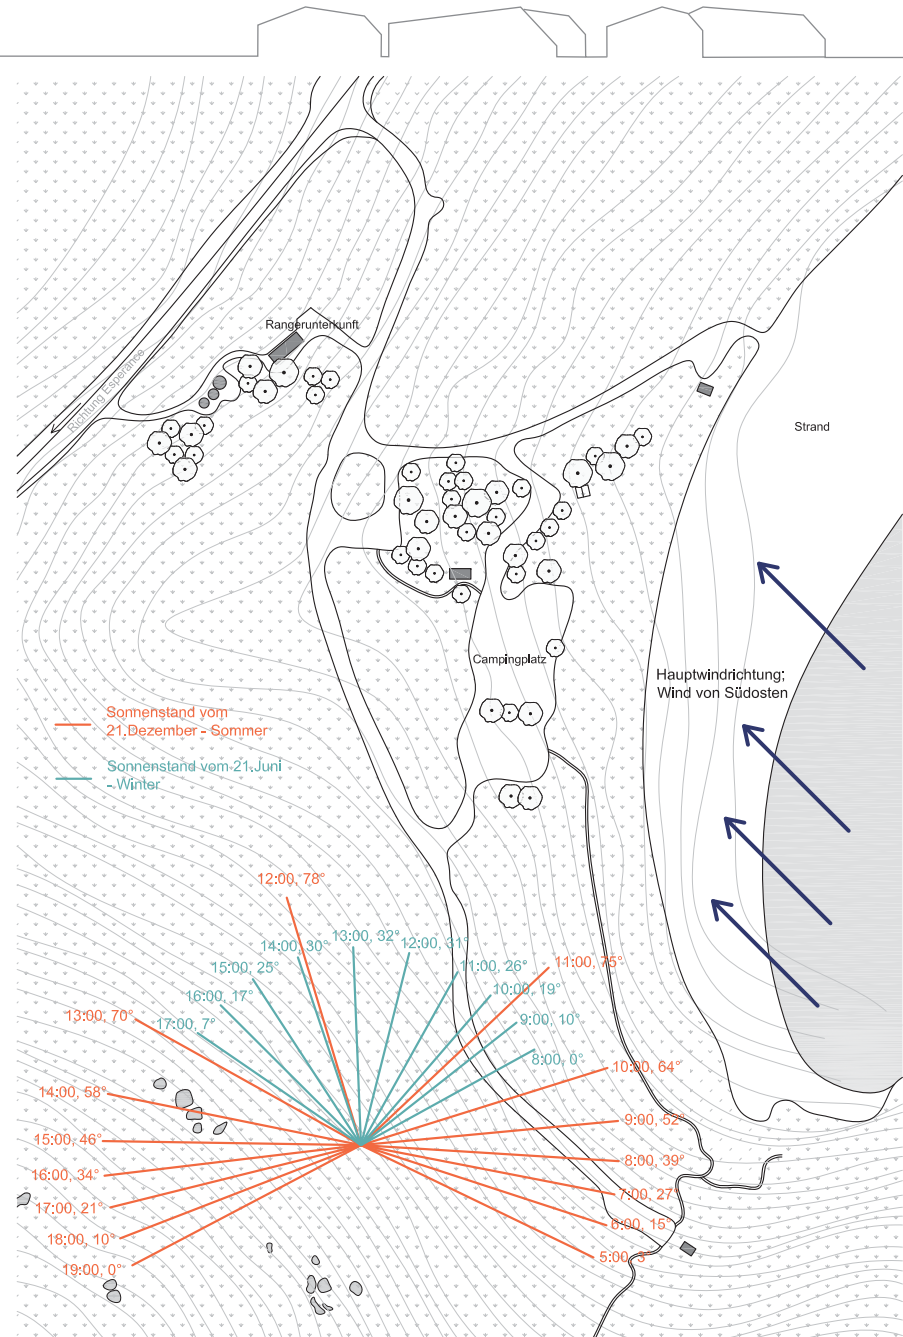 Rangerunterkunft
Richtung Esperance
Strand
Campingplatz
Hauptwindrichtung;
Wind von Südosten
Sonnenstand vom
21.Dezember - Sommer
Sonnenstand vom 21.Juni
- Winter
12:00, 78°
13:00, 32°
14:00, 30°
12:00, 31°
15:00, 25°
11:00, 26°
11:00, 75°
16:00, 17°
10:00, 19°
13:00, 70°
17:00, 7°
9:00, 10°
8:00, 0°
10:00, 64°
14:00, 58°
9:00, 52°
15:00, 46°
8:00, 39°
16:00, 34°
7:00, 27°
17:00, 21°
6:00, 15°
18:00, 10°
5:00, 3°
19:00, 0°